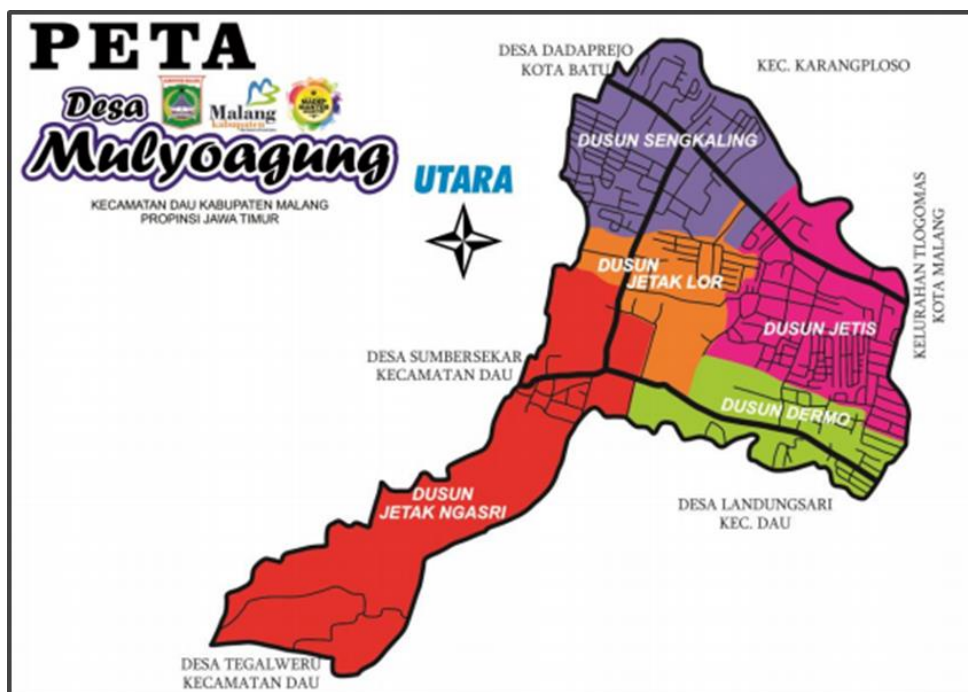 PETA
Desa
Malang
kabupaten
Mulyoagung
KECAMATAN DAU KABUPATEN MALANG
PROPINSI JAWA TIMUR
UTARA
DESA DADAPREJO
KOTA BATU
KEC. KARANGPLOSO
DUSUN SENGKALING
DUSUN
JETAK LOR
KELURAHAN TLOGOMAS
KOTA MALANG
DUSUN JETIS
DESA SUMBERSEKAR
KECAMATAN DAU
DUSUN DERMO
DUSUN
JETAK NGASRI
DESA LANDUNGSARI
KEC. DAU
DESA TEGALWERU
KECAMATAN DAU